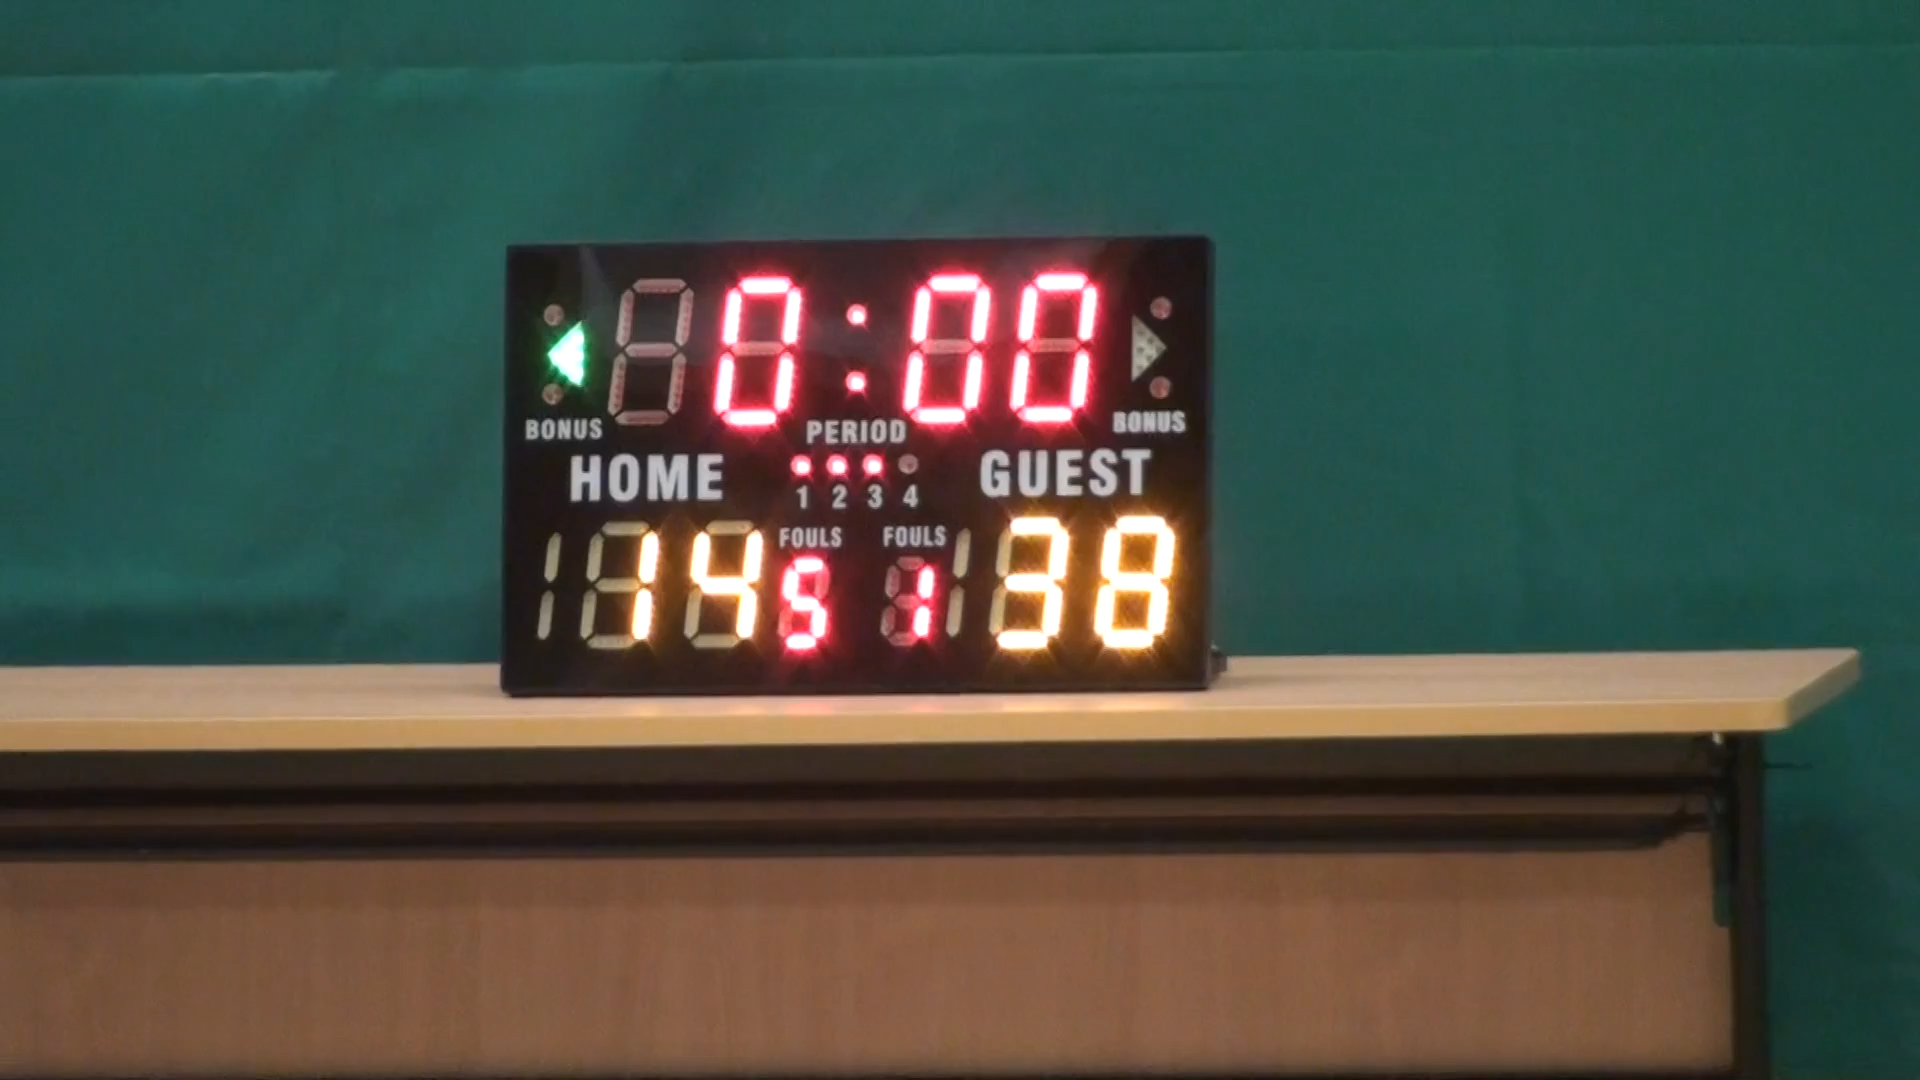 0:00
BONUS PERIOD BONUS
HOME GUEST
1 2 3 4
FOULS FOULS
14 5 1 38